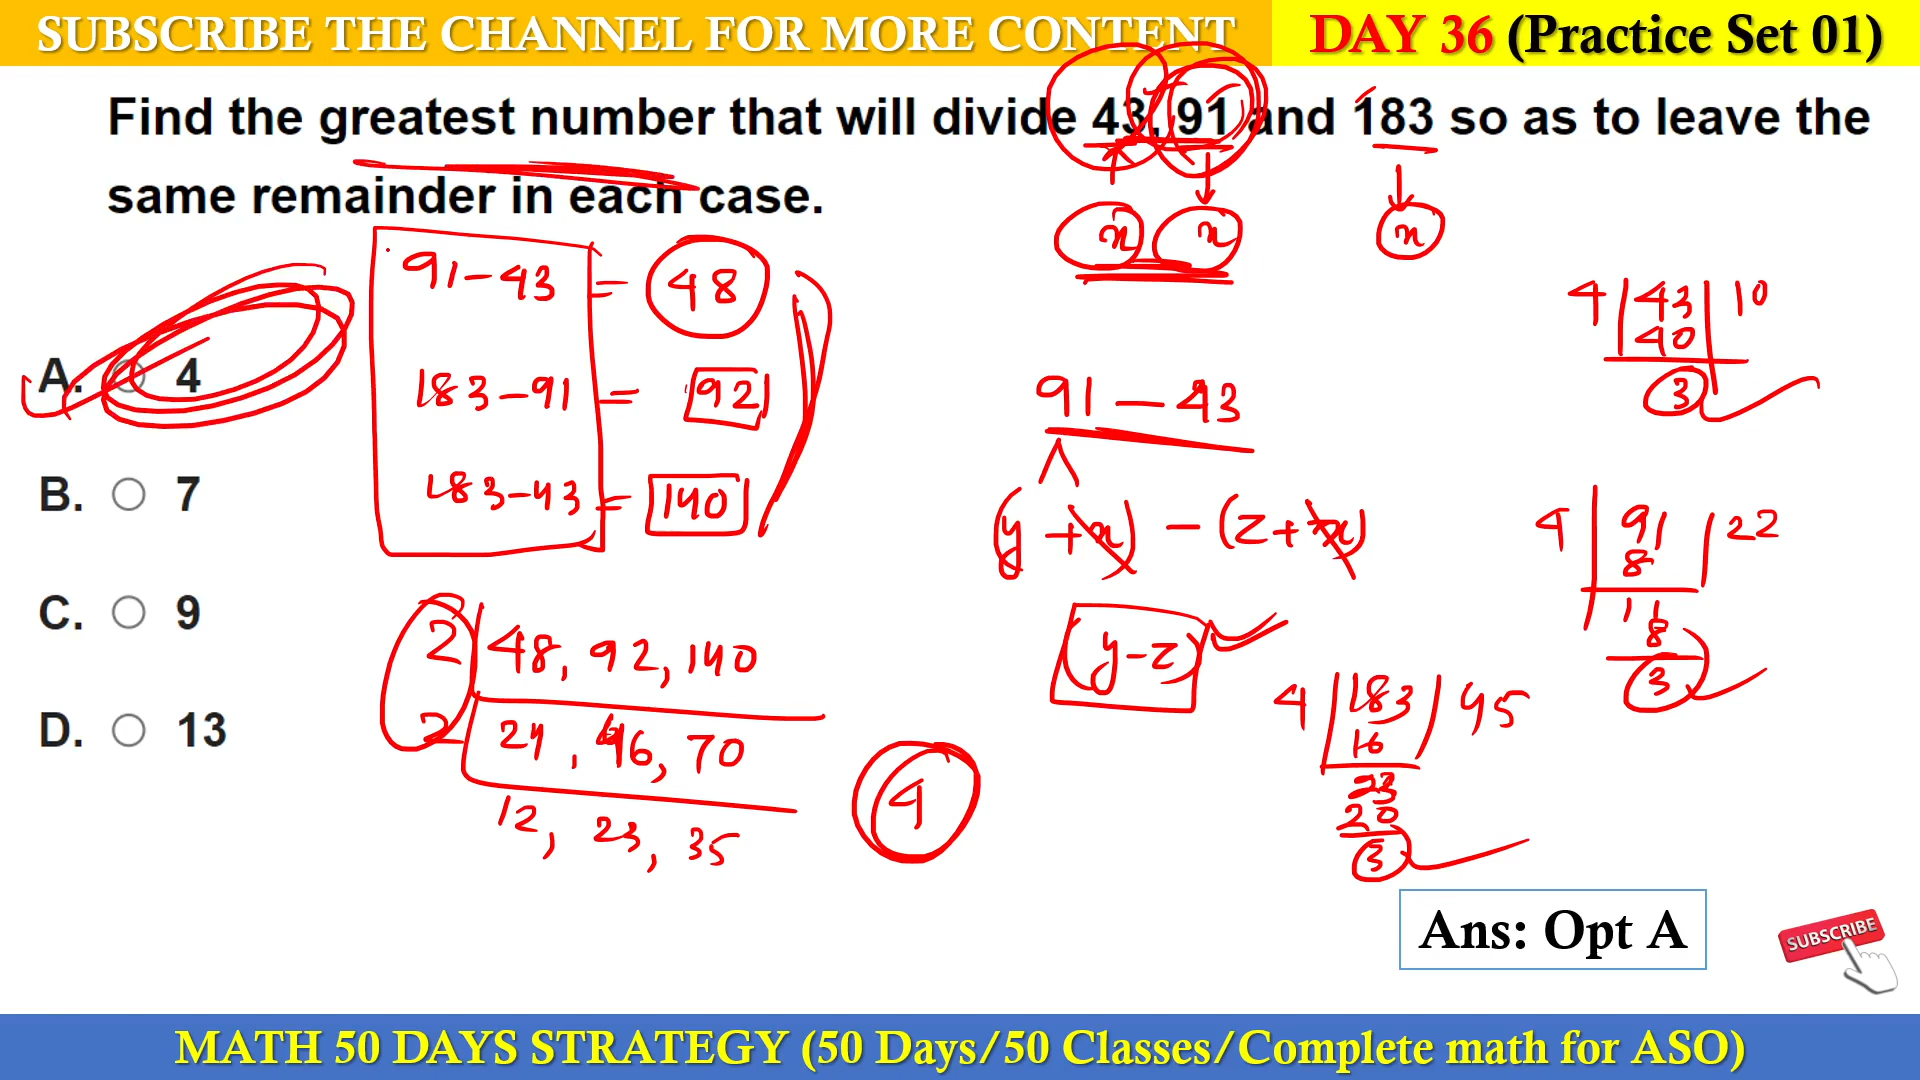 SUBSCRIBE THE CHANNEL FOR MORE CONTENT
DAY 36 (Practice Set 01)
Find the greatest number that will divide 43, 91 and 183 so as to leave the
same remainder in each case.
x x x
A. 4
B. 7
C. 9
D. 13
91-43 = 48
183-91 = 92
183-43 = 140
2 48, 92, 140
2 24, 46, 70
12, 23, 35
4
91 - 43
(y+x) - (z+x)
(y-z)
4 43 10
40
3
4 91 22
8
11
8
3
4 183 45
16
23
20
3
Ans: Opt A
SUBSCRIBE
MATH 50 DAYS STRATEGY (50 Days/50 Classes/Complete math for ASO)